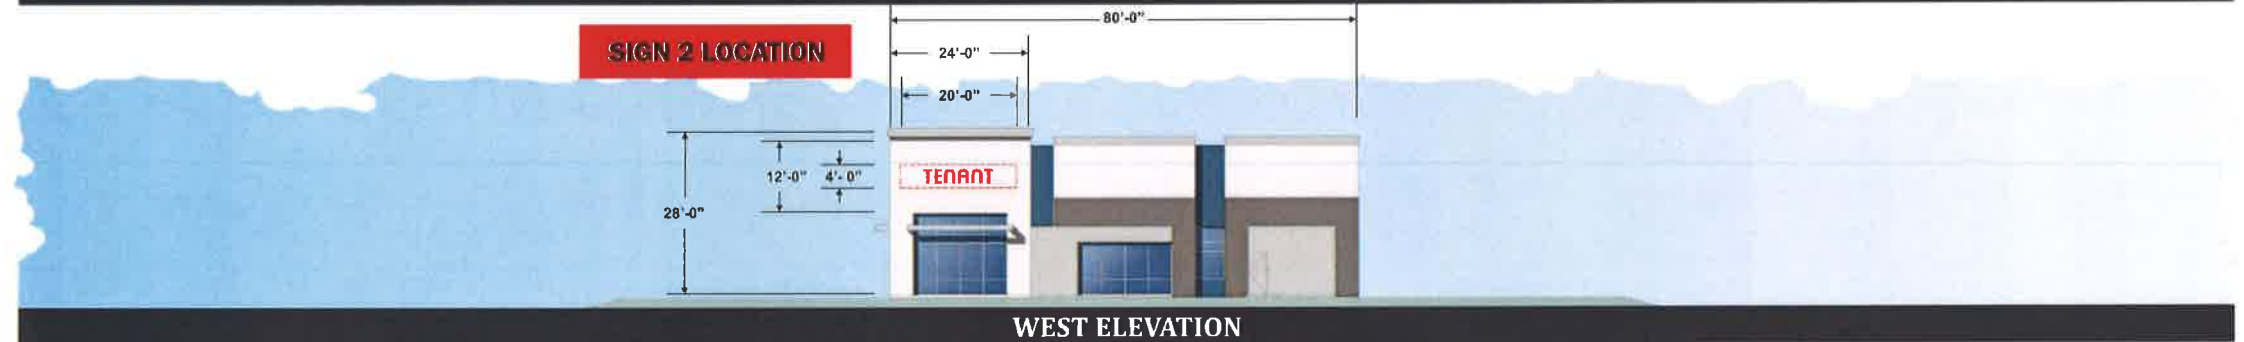 80'-0"
SIGN 2 LOCATION
24'-0"
20'-0"
12'-0"
4'-0"
TENANT
28'-0"
WEST ELEVATION